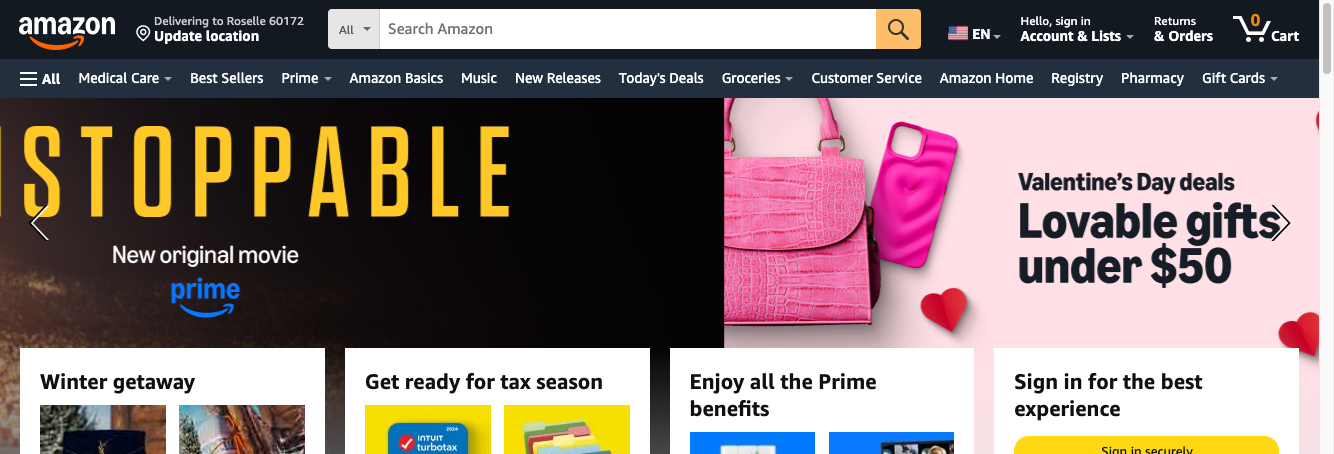 amazon
Delivering to Roselle 60172
Update location
All
Search Amazon
EN
Hello, sign in
Account & Lists
Returns
& Orders
0
Cart
All
Medical Care
Best Sellers
Prime
Amazon Basics
Music
New Releases
Today's Deals
Groceries
Customer Service
Amazon Home
Registry
Pharmacy
Gift Cards
STOPPABLE
New original movie
prime
Valentine's Day deals
Lovable gifts
under $50
Winter getaway
Get ready for tax season
2024
INTUIT
turbotax
Enjoy all the Prime
benefits
Sign in for the best
experience
Sign in securely